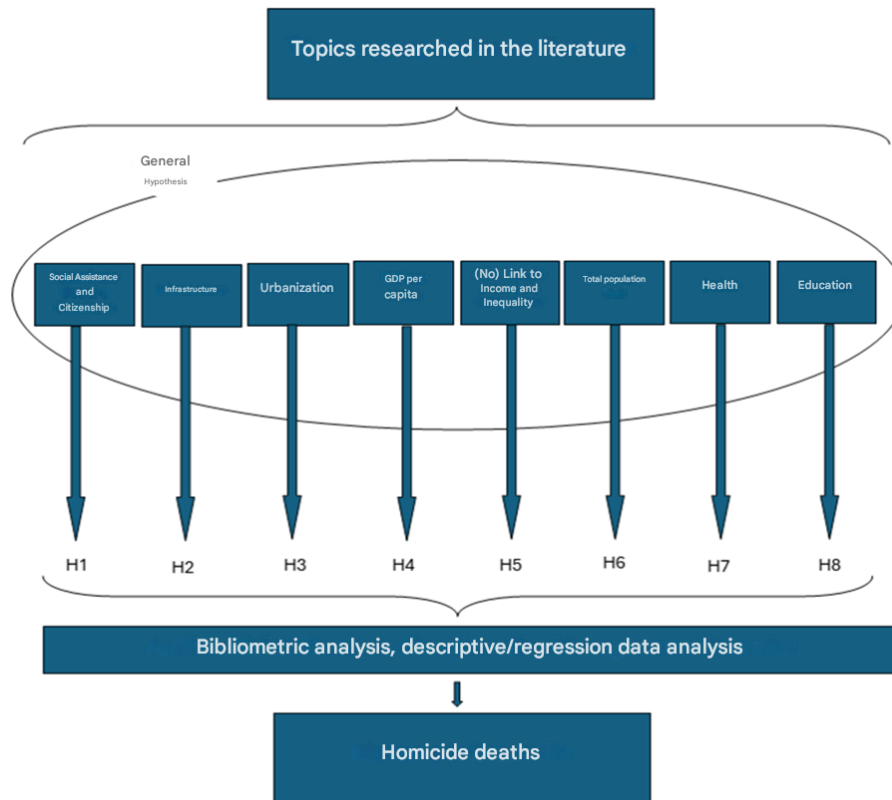 Topics researched in the literature
General
Hypothesis
Social Assistance
and
Citizenship
Infrastructure
Urbanization
GDP per
capita
(No) Link to
Income and
Inequality
Total population
Health
Education
H1
H2
H3
H4
H5
H6
H7
H8
Bibliometric analysis, descriptive/regression data analysis
Homicide deaths